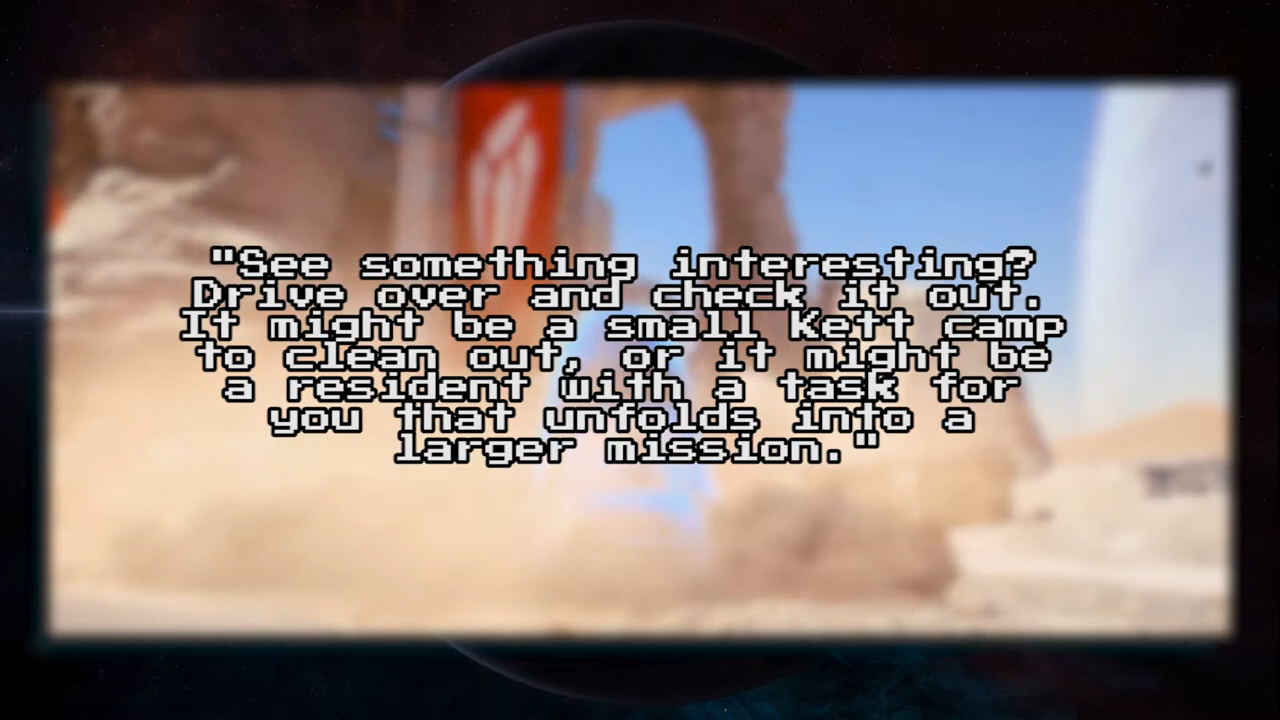 "See something interesting?
Drive over and check it out.
It might be a small Kett camp
to clean out, or it might be
a resident with a task for
you that unfolds into a
larger mission."